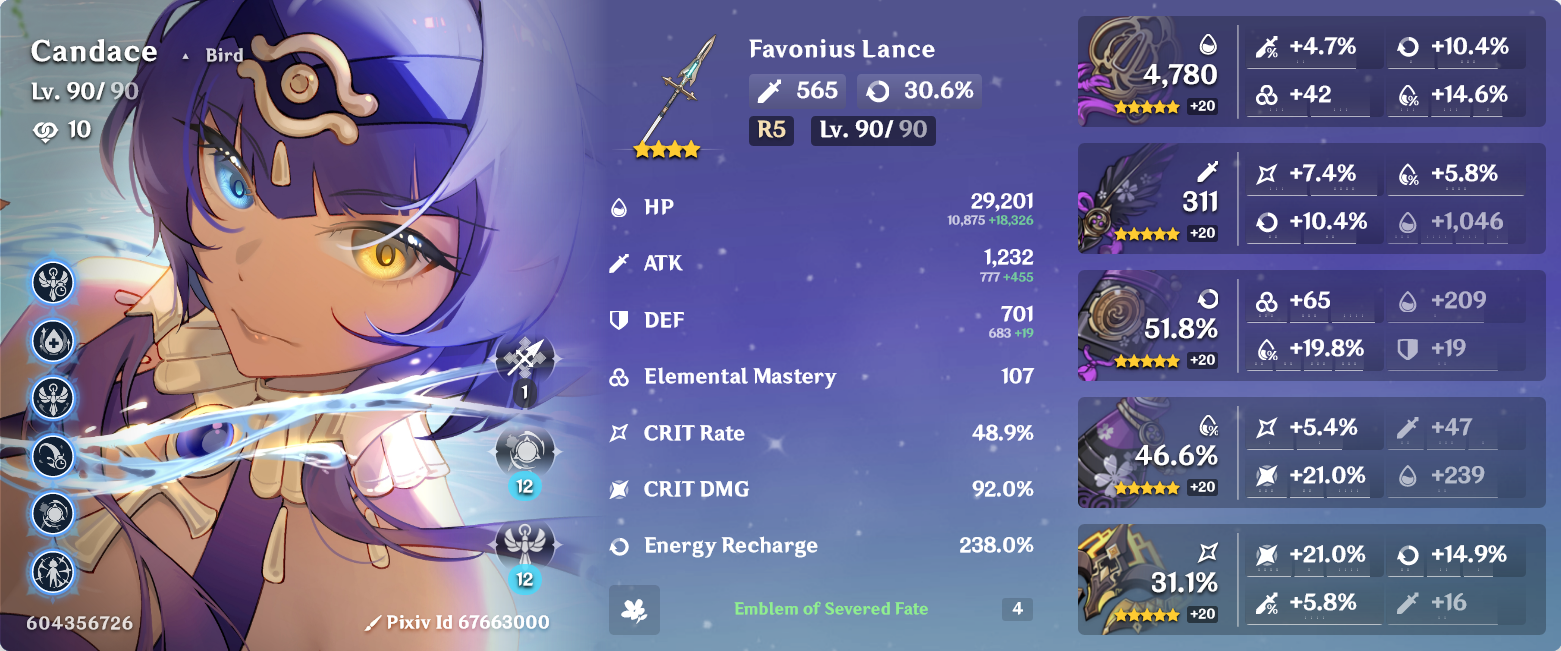 Candace ▲ Bird
Lv. 90/ 90
10
1
12
12
604356726
Pixiv Id 67663000
Favonius Lance
565 30.6%
R5 Lv. 90/ 90
HP 29,201
10,875 +18,326
ATK 1,232
777 +455
DEF 701
683 +19
Elemental Mastery 107
CRIT Rate 48.9%
CRIT DMG 92.0%
Energy Recharge 238.0%
Emblem of Severed Fate 4
4,780
+20
+4.7% +10.4%
+42 +14.6%
311
+20
+7.4% +5.8%
+10.4% +1,046
51.8%
+20
+65 +209
+19.8% +19
46.6%
+20
+5.4% +47
+21.0% +239
31.1%
+20
+21.0% +14.9%
+5.8% +16